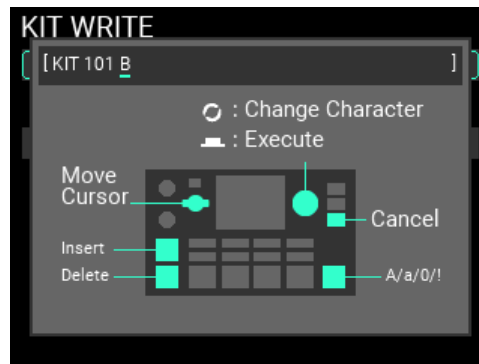 KIT WRITE
[ KIT 101 B ]
: Change Character
: Execute
Move
Cursor
Cancel
Insert
Delete
A/a/0/!